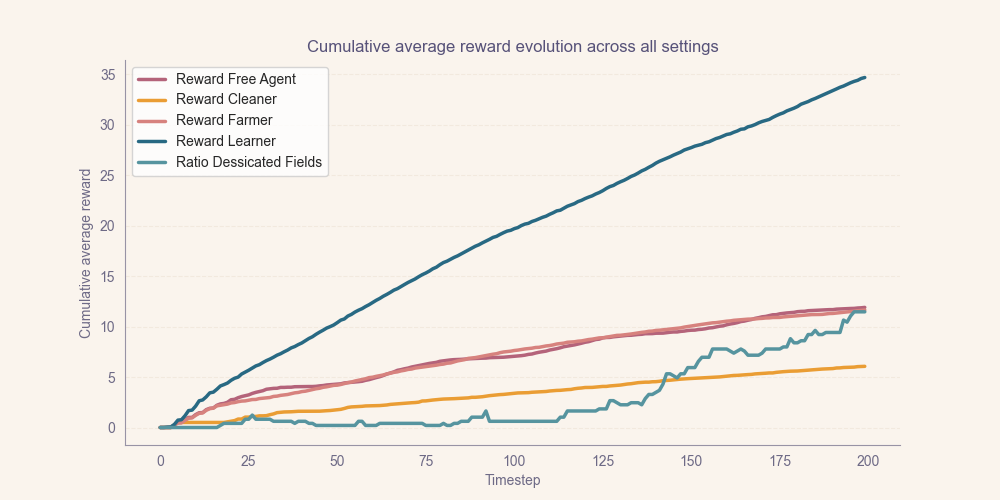 Cumulative average reward evolution across all settings
Reward Free Agent
Reward Cleaner
Reward Farmer
Reward Learner
Ratio Dessicated Fields
Cumulative average reward
35
30
25
20
15
10
5
0
0 25 50 75 100 125 150 175 200
Timestep